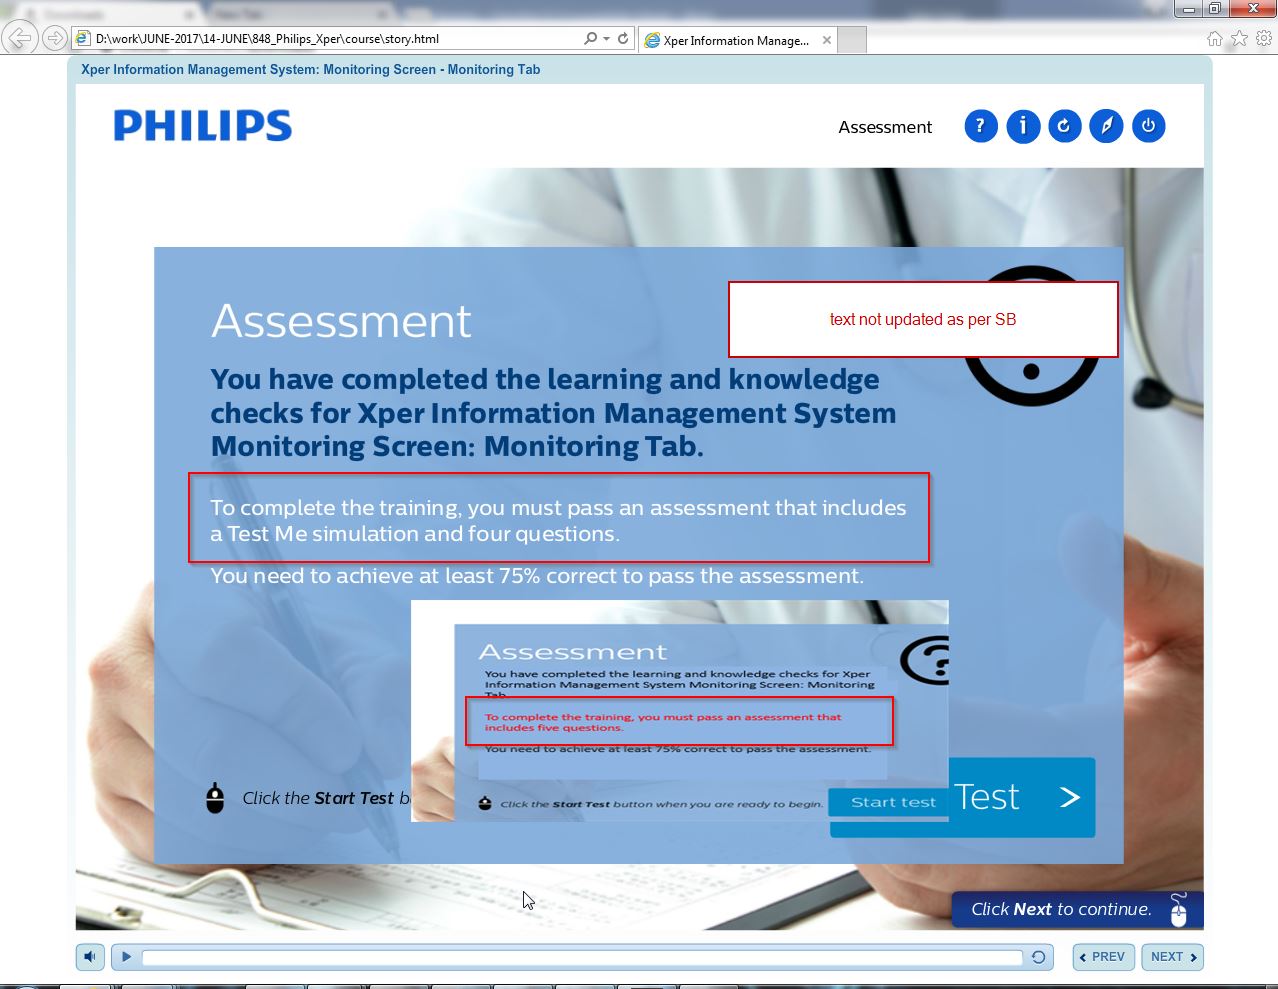 D:\work\JUNE-2017\14-JUNE\848_Philips_Xper\course\story.html
Xper Information Manage...
Xper Information Management System: Monitoring Screen - Monitoring Tab
PHILIPS
Assessment
Assessment
text not updated as per SB
You have completed the learning and knowledge
checks for Xper Information Management System
Monitoring Screen: Monitoring Tab.
To complete the training, you must pass an assessment that includes
a Test Me simulation and four questions.
You need to achieve at least 75% correct to pass the assessment.
Assessment
You have completed the learning and knowledge checks for Xper
Information Management System Monitoring Screen: Monitoring
Tab.
To complete the training, you must pass an assessment that
includes five questions.
You need to achieve at least 75% correct to pass the assessment.
Click the Start Test button when you are ready to begin.
Start test
Click the Start Test b
Test
Click Next to continue.
PREV
NEXT